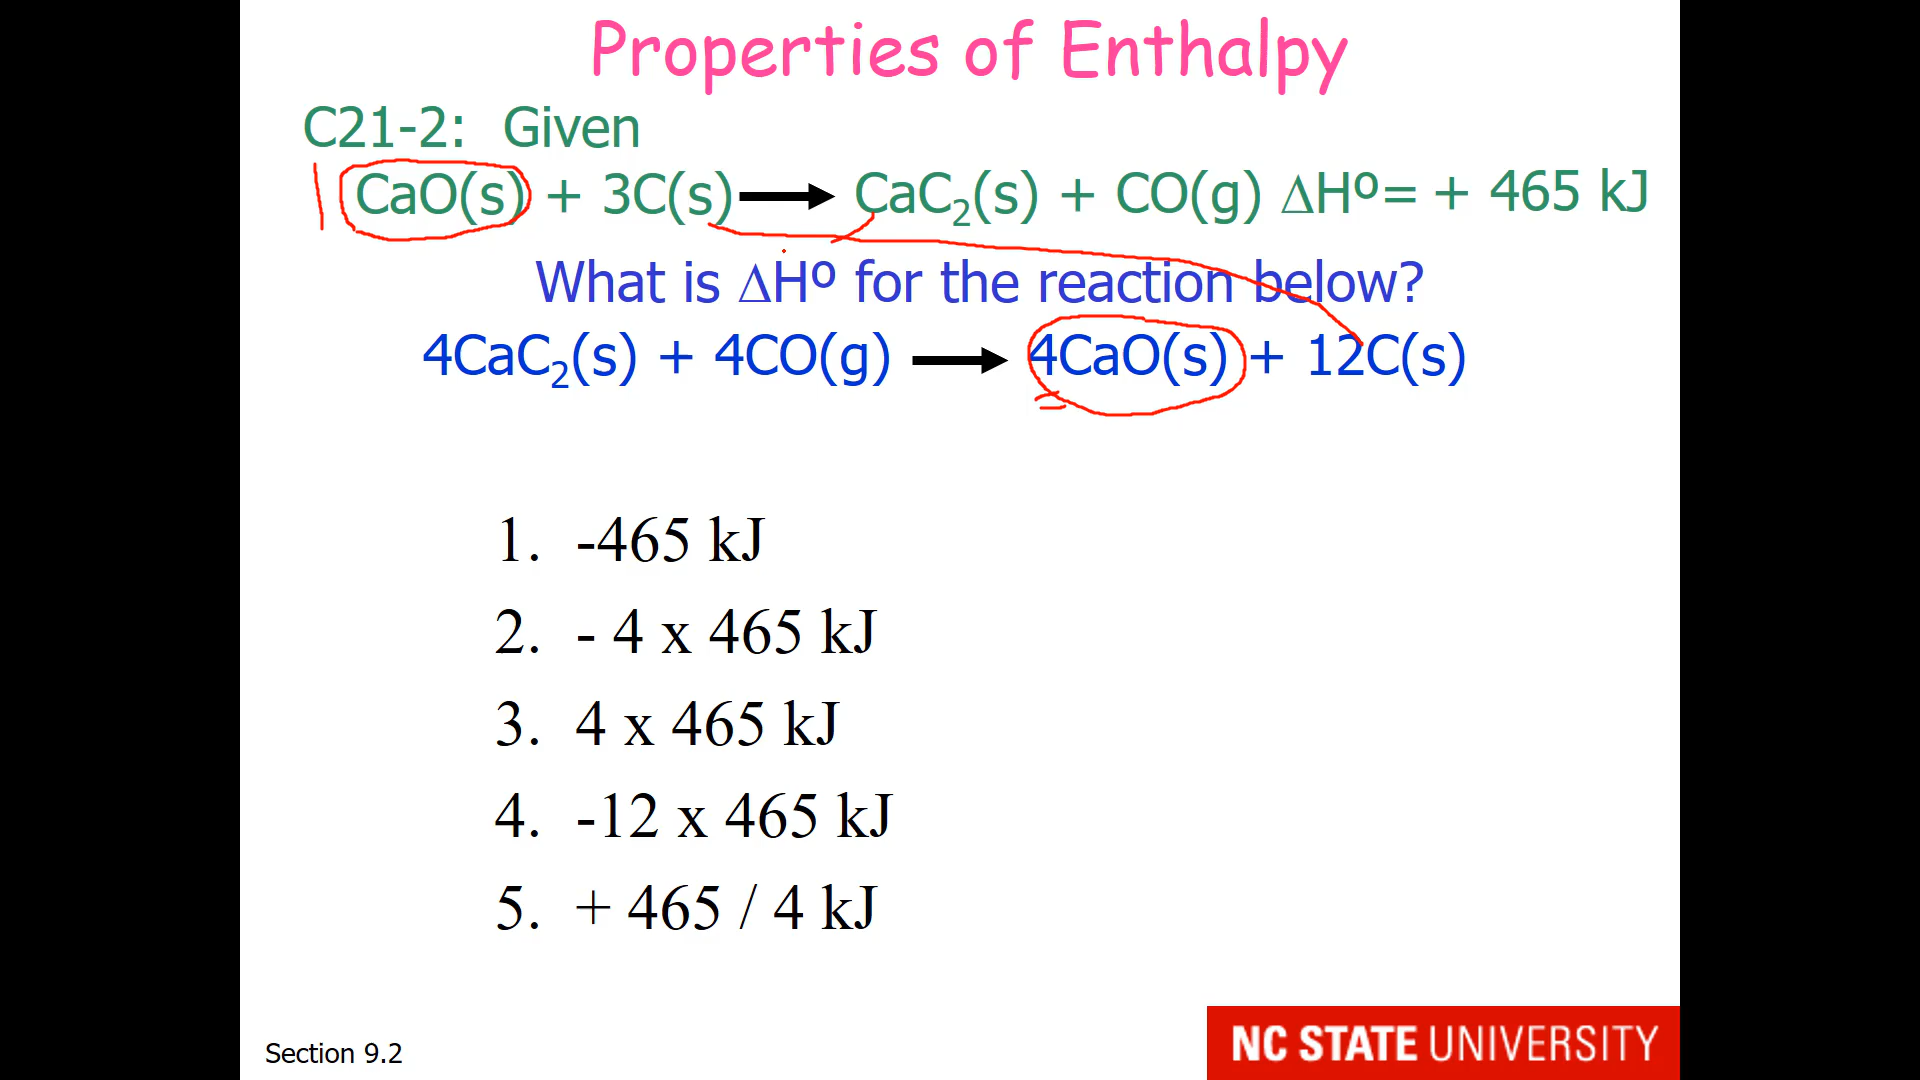 Properties of Enthalpy
C21-2: Given
CaO(s) + 3C(s) ⟶ CaC₂(s) + CO(g) ΔHº= + 465 kJ
What is ΔHº for the reaction below?
4CaC₂(s) + 4CO(g) ⟶ 4CaO(s) + 12C(s)
1. -465 kJ
2. - 4 x 465 kJ
3. 4 x 465 kJ
4. -12 x 465 kJ
5. + 465 / 4 kJ
Section 9.2
NC STATE UNIVERSITY